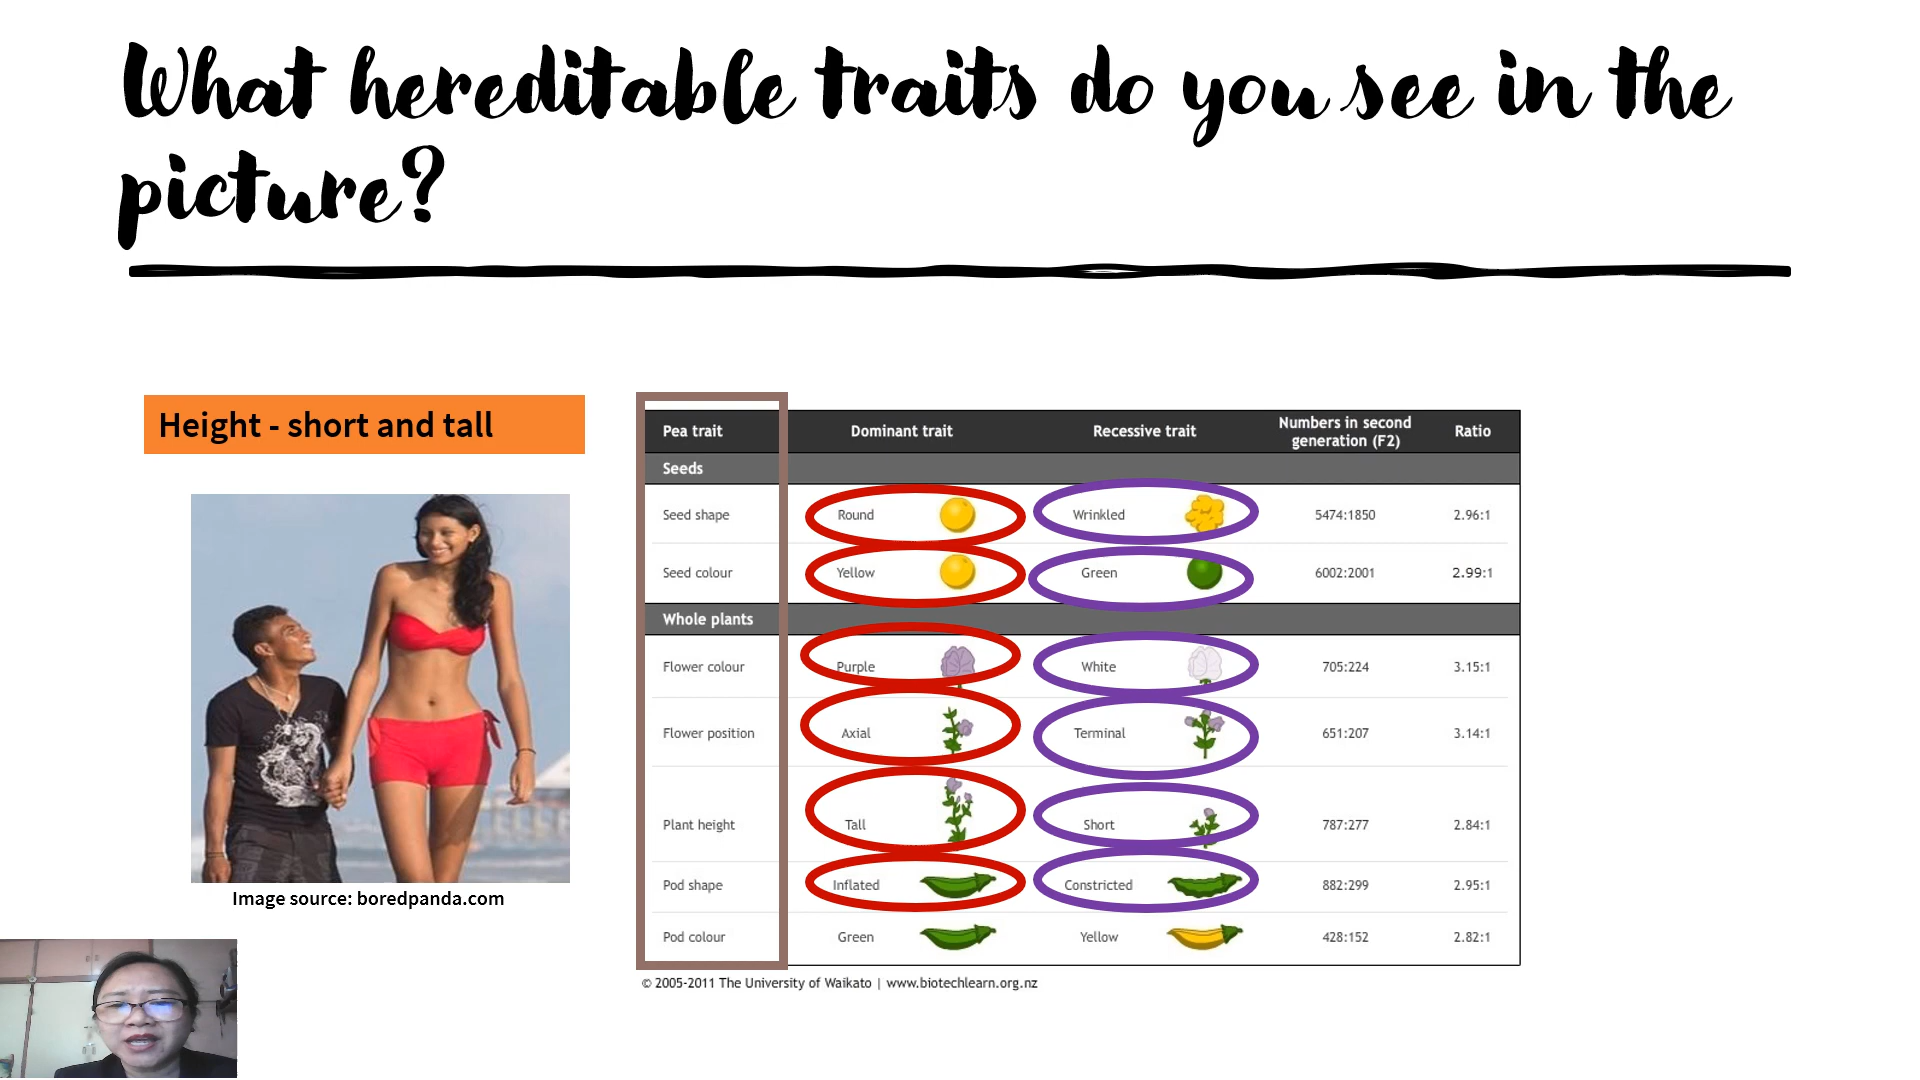 What hereditable traits do you see in the
picture?
Height - short and tall
Image source: boredpanda.com
Pea trait Dominant trait Recessive trait Numbers in second generation (F2) Ratio
Seeds
Seed shape Round Wrinkled 5474:1850 2.96:1
Seed colour Yellow Green 6002:2001 2.99:1
Whole plants
Flower colour Purple White 705:224 3.15:1
Flower position Axial Terminal 651:207 3.14:1
Plant height Tall Short 787:277 2.84:1
Pod shape Inflated Constricted 882:299 2.95:1
Pod colour Green Yellow 428:152 2.82:1
© 2005-2011 The University of Waikato | www.biotechlearn.org.nz